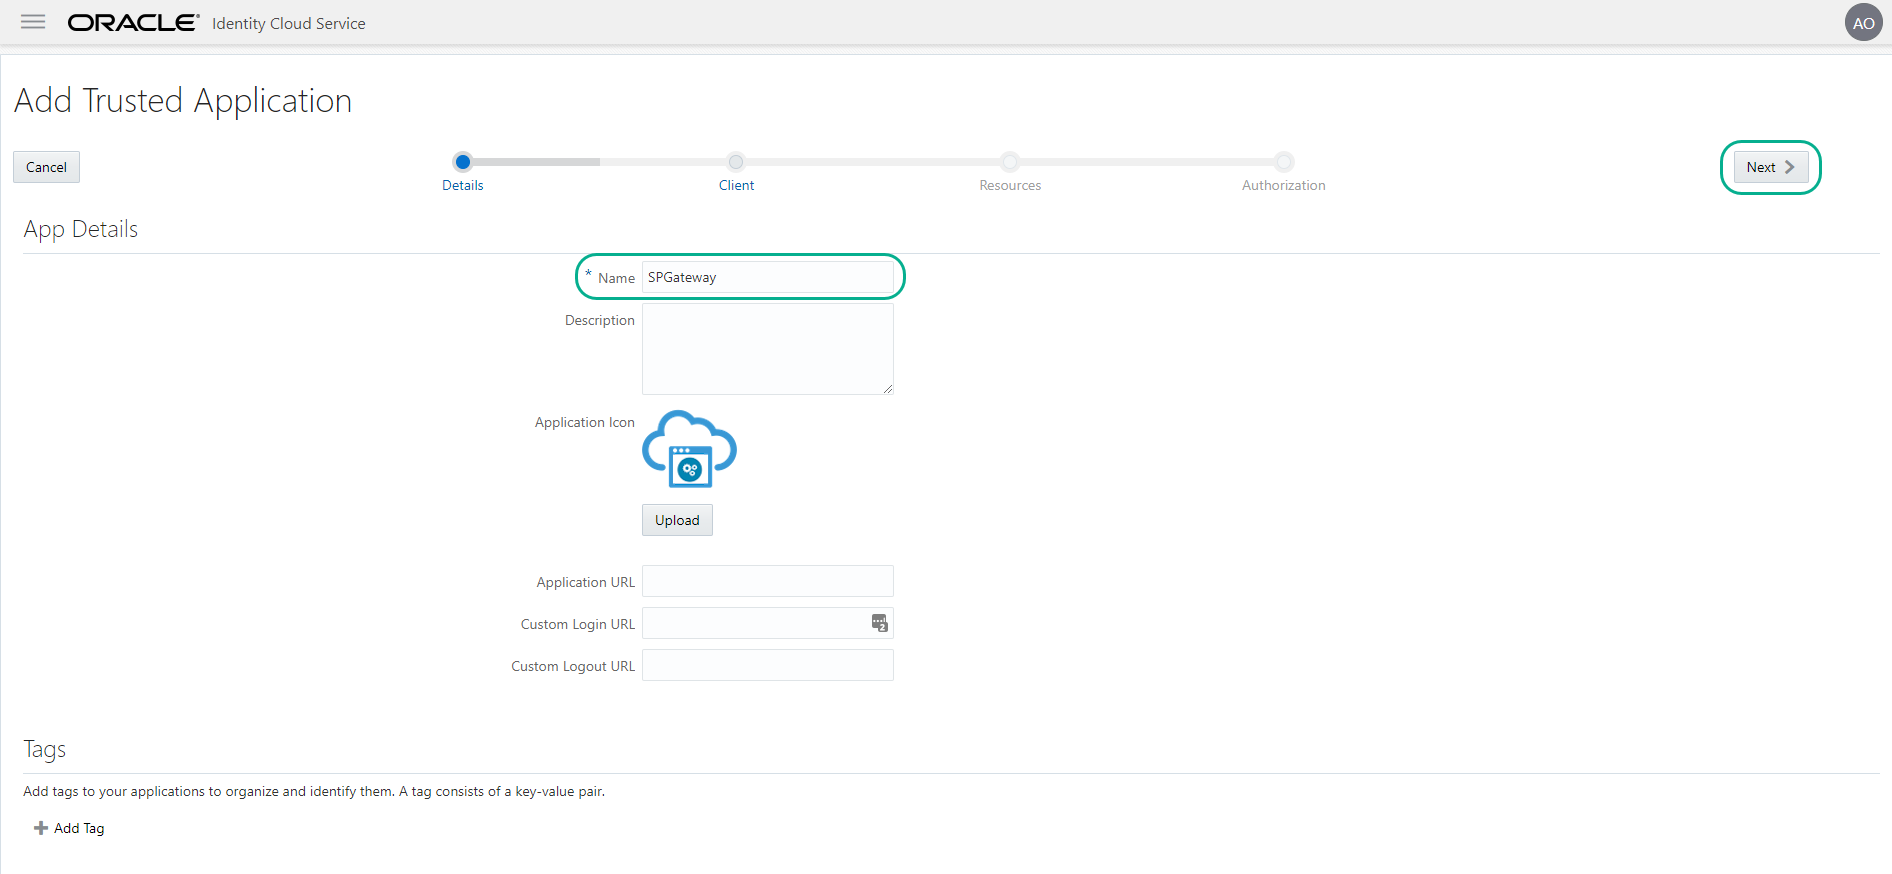 ORACLE Identity Cloud Service
AO
Add Trusted Application
Cancel
Details
Client
Resources
Authorization
Next
App Details
* Name SPGateway
Description
Application Icon
Upload
Application URL
Custom Login URL
2
Custom Logout URL
Tags
Add tags to your applications to organize and identify them. A tag consists of a key-value pair.
Add Tag